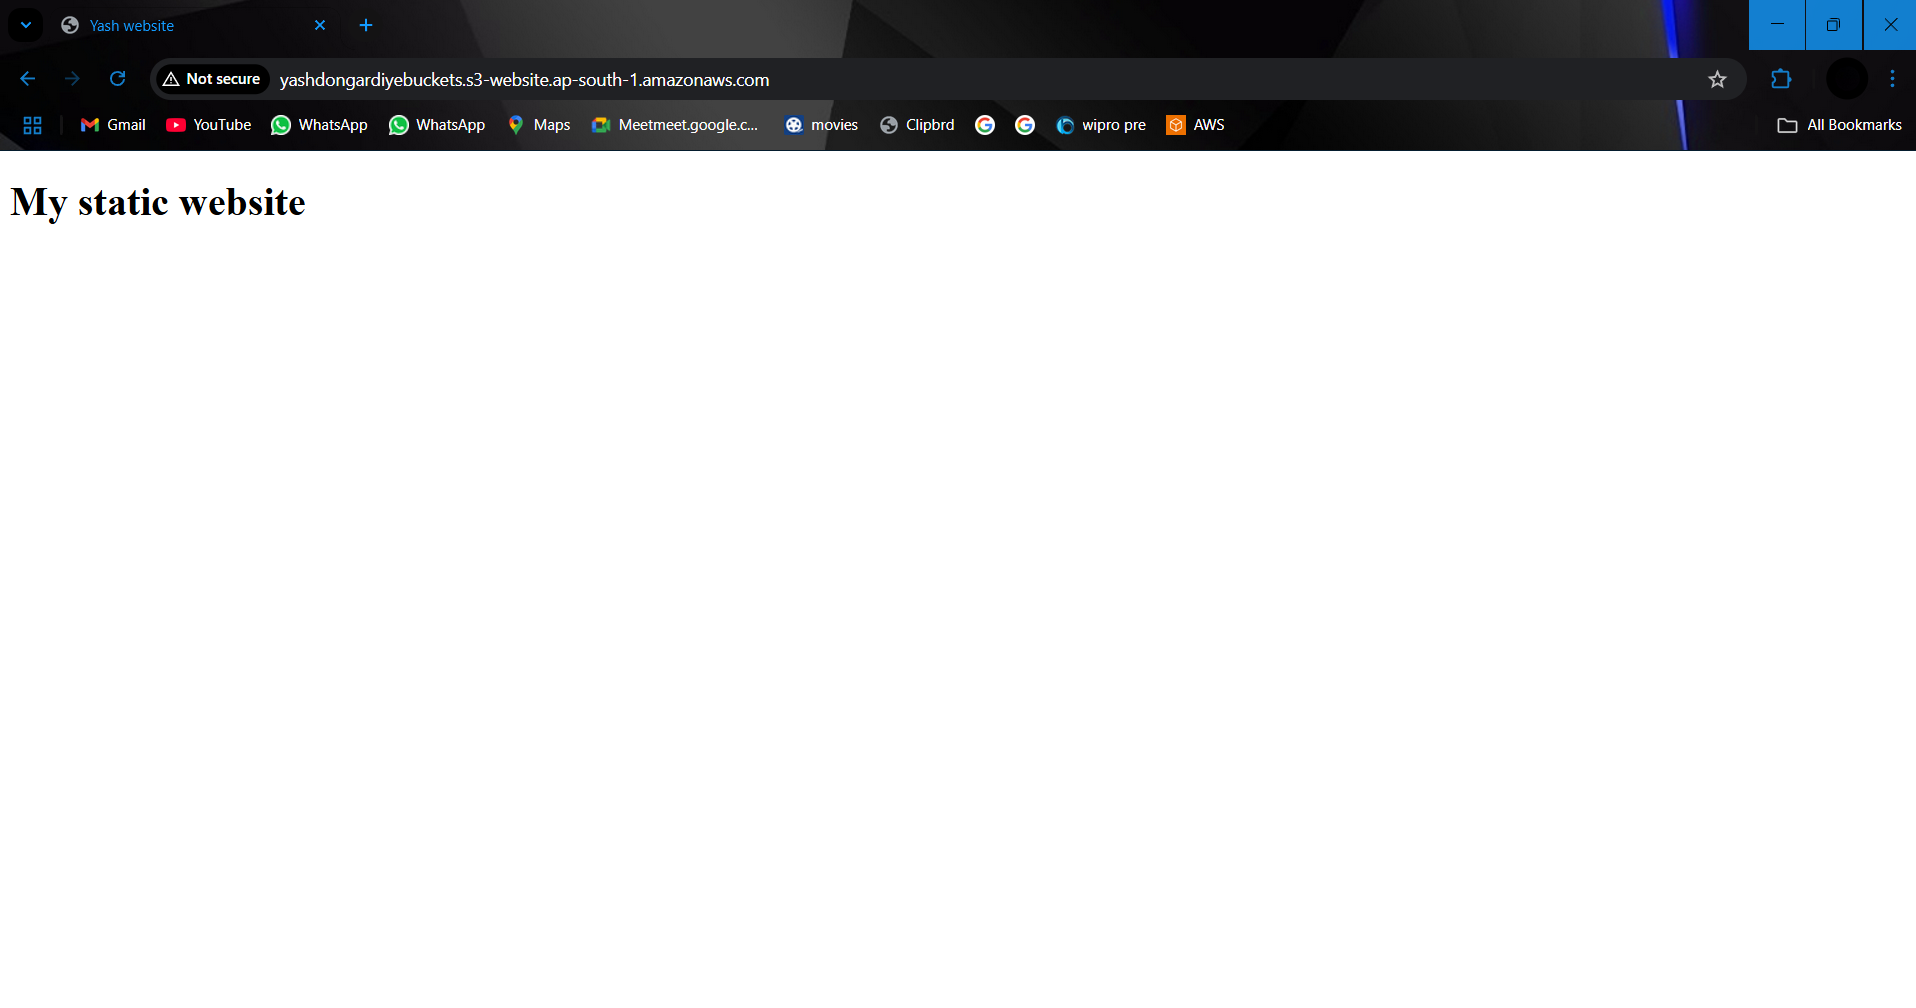 Yash website
Not secure yashdongardiyebuckets.s3-website.ap-south-1.amazonaws.com
Gmail YouTube WhatsApp WhatsApp Maps Meetmeet.google.c... movies Clipbrd wipro pre AWS All Bookmarks
My static website